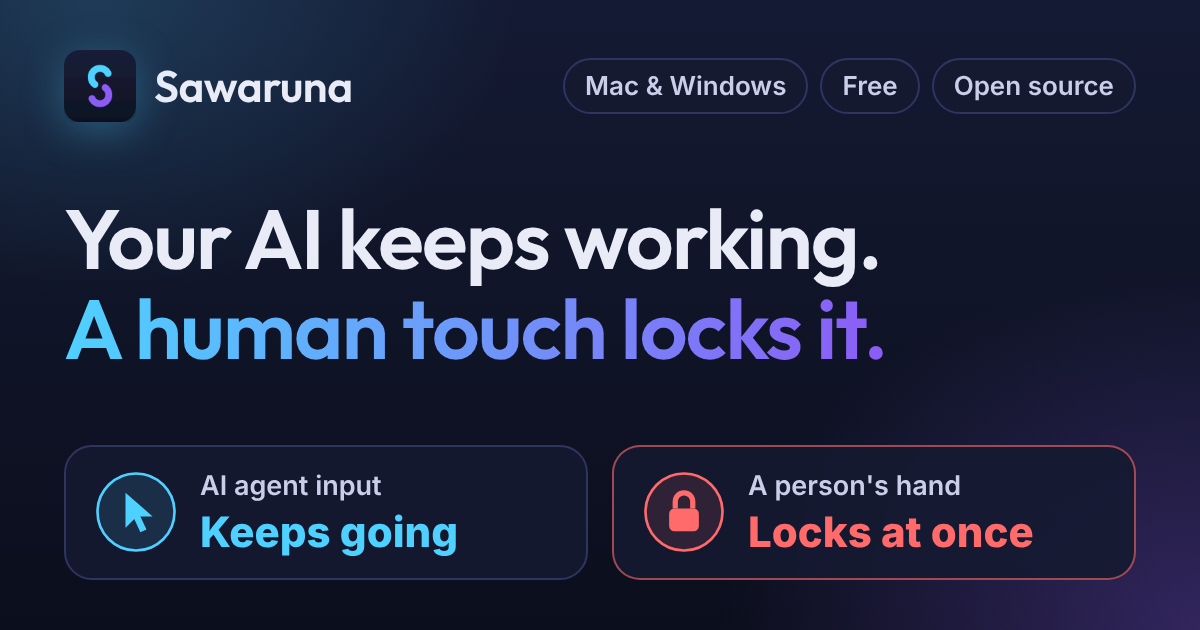 Sawaruna
Mac & Windows
Free
Open source
Your AI keeps working.
A human touch locks it.
AI agent input
Keeps going
A person's hand
Locks at once